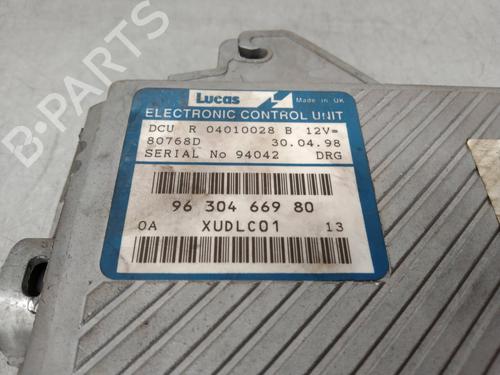 Lucas
Made in UK
ELECTRONIC CONTROL UNIT
DCU R 04010028 B 12V=
80768D 30.04.98
SERIAL No 94042 DRG
96 304 669 80
0A XUDLC01 13
B-PARTS